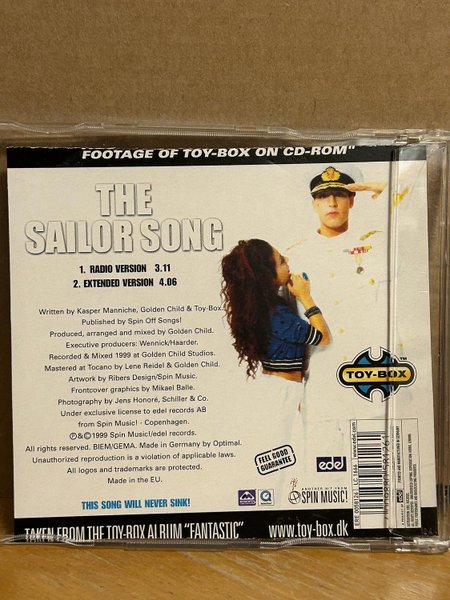 FOOTAGE OF TOY-BOX ON CD-ROM"
THE
SAILOR SONG
1. RADIO VERSION 3.11
2. EXTENDED VERSION 4.06
Written by Kasper Manniche, Golden Child & Toy-Box.
Published by Spin Off Songs!
Produced, arranged and mixed by Golden Child.
Executive producers: Wennick/Haarder.
Recorded & Mixed 1999 at Golden Child Studios.
Mastered at Tocano by Lene Reidel & Golden Child.
Artwork by Ribers Design/Spin Music.
Frontcover graphics by Mikael Balle.
Photography by Jens Honoré, Schiller & Co.
Under exclusive license to edel records AB
from Spin Music! - Copenhagen.
℗&©1999 Spin Music!/edel records.
All rights reserved. BIEM/GEMA. Made in Germany by Optimal.
Unauthorized reproduction is a violation of applicable laws.
All logos and trademarks are protected.
Made in the EU.
THIS SONG WILL NEVER SINK!
TOY-BOX
TM
FEEL GOOD
GUARANTEE
edel
ANOTHER HIT FROM
SPIN MUSIC!
TAKEN FROM THE TOY-BOX ALBUM "FANTASTIC"
www.toy-box.dk